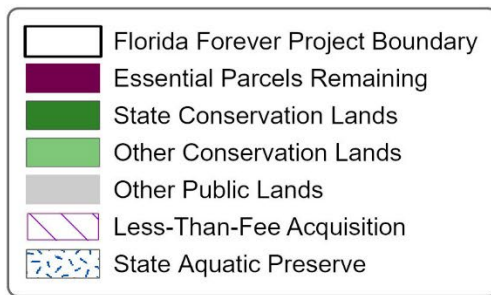 Florida Forever Project Boundary
Essential Parcels Remaining
State Conservation Lands
Other Conservation Lands
Other Public Lands
Less-Than-Fee Acquisition
State Aquatic Preserve